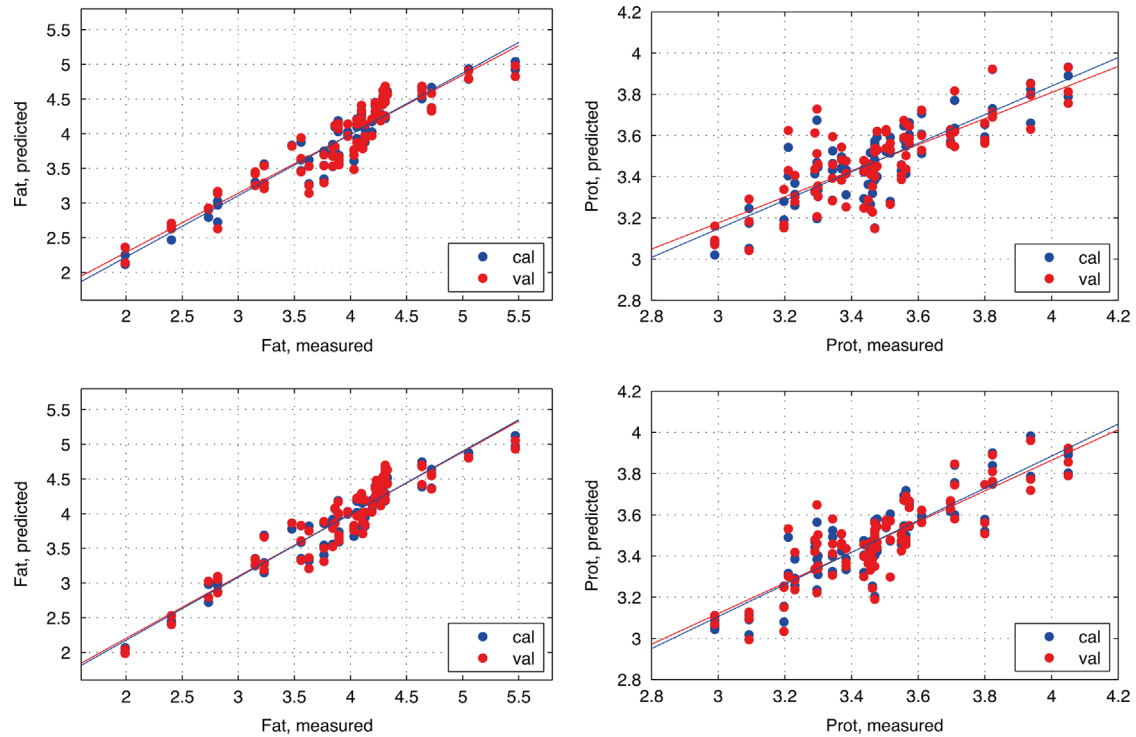 5.5
5
4.5
4
3.5
3
2.5
2
Fat, predicted
cal
val
2 2.5 3 3.5 4 4.5 5 5.5
Fat, measured
4.2
4
3.8
3.6
3.4
3.2
3
2.8
Prot, predicted
cal
val
2.8 3 3.2 3.4 3.6 3.8 4 4.2
Prot, measured
5.5
5
4.5
4
3.5
3
2.5
2
Fat, predicted
cal
val
2 2.5 3 3.5 4 4.5 5 5.5
Fat, measured
4.2
4
3.8
3.6
3.4
3.2
3
2.8
Prot, predicted
cal
val
2.8 3 3.2 3.4 3.6 3.8 4 4.2
Prot, measured